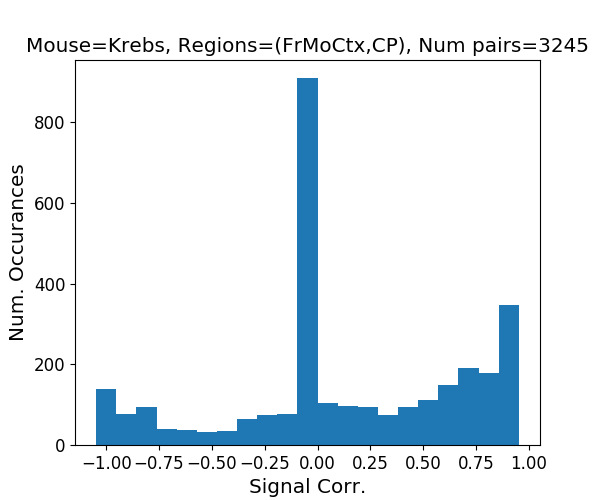 Mouse=Krebs, Regions=(FrMoCtx,CP), Num pairs=3245
Num. Occurances
800
600
400
200
0
−1.00 −0.75 −0.50 −0.25 0.00 0.25 0.50 0.75 1.00
Signal Corr.